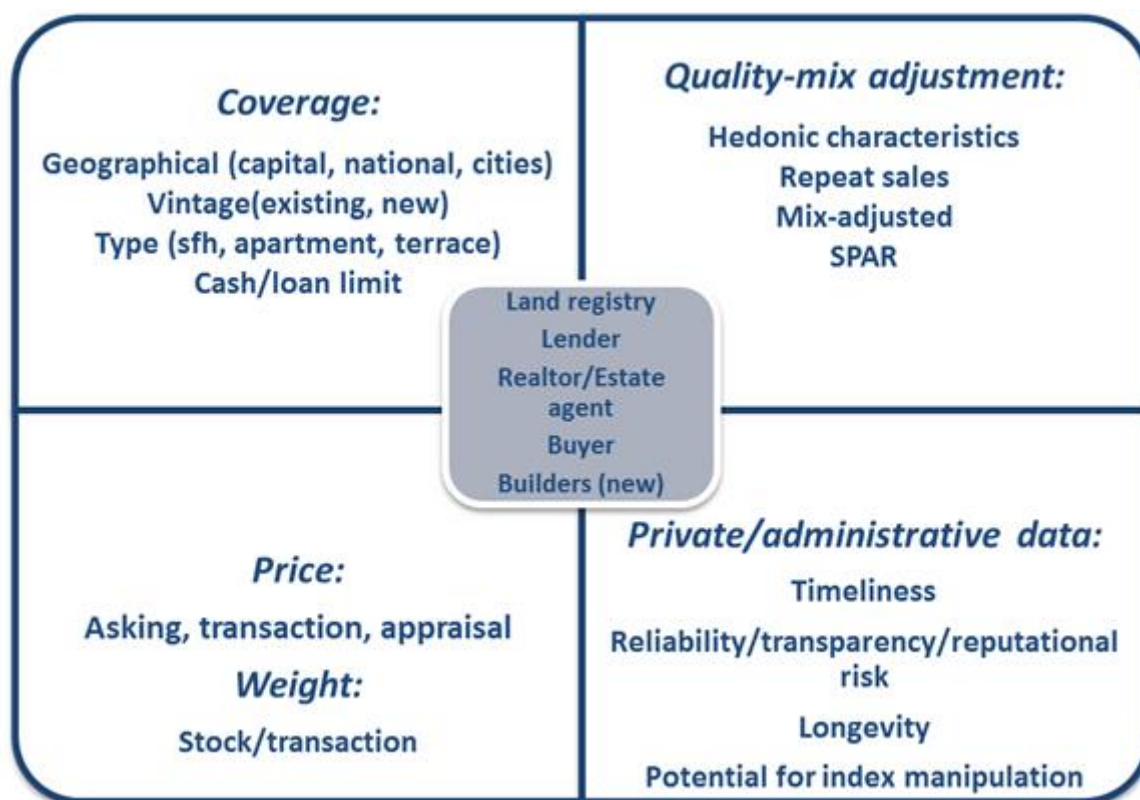 Coverage:
Geographical (capital, national, cities)
Vintage(existing, new)
Type (sfh, apartment, terrace)
Cash/loan limit
Quality-mix adjustment:
Hedonic characteristics
Repeat sales
Mix-adjusted
SPAR
Land registry
Lender
Realtor/Estate
agent
Buyer
Builders (new)
Price:
Asking, transaction, appraisal
Weight:
Stock/transaction
Private/administrative data:
Timeliness
Reliability/transparency/reputational
risk
Longevity
Potential for index manipulation